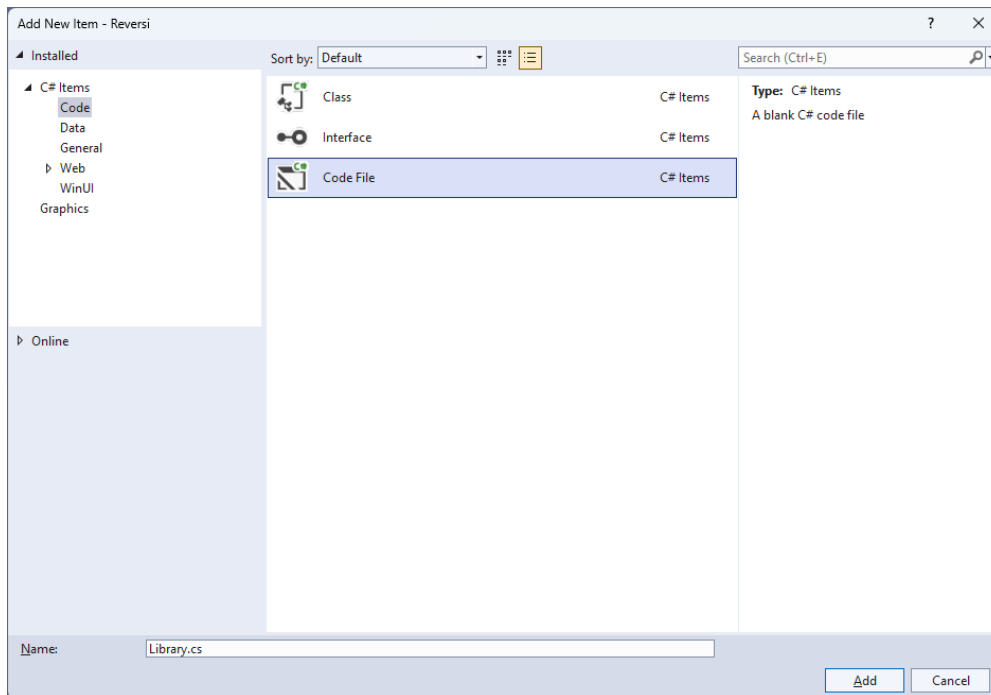 Add New Item - Reversi
?
Installed
Sort by: Default
Search (Ctrl+E)
C# Items
Code
Data
General
Web
WinUI
Graphics
Online
Class C# Items
Interface C# Items
Code File C# Items
Type: C# Items
A blank C# code file
Name: Library.cs
Add Cancel